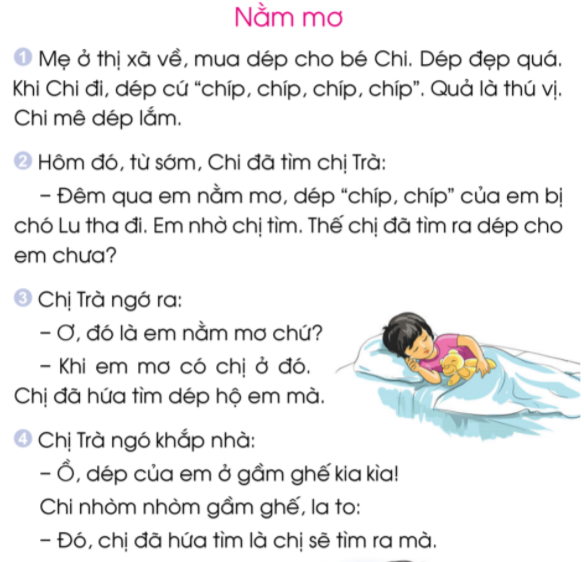 Nằm mơ
1 Mẹ ở thị xã về, mua dép cho bé Chi. Dép đẹp quá.
Khi Chi đi, dép cứ “chíp, chíp, chíp, chíp”. Quả là thú vị.
Chi mê dép lắm.
2 Hôm đó, từ sớm, Chi đã tìm chị Trà:
– Đêm qua em nằm mơ, dép “chíp, chíp” của em bị
chó Lu tha đi. Em nhờ chị tìm. Thế chị đã tìm ra dép cho
em chưa?
3 Chị Trà ngớ ra:
– Ơ, đó là em nằm mơ chứ?
– Khi em mơ có chị ở đó.
Chị đã hứa tìm dép hộ em mà.
4 Chị Trà ngó khắp nhà:
– Ồ, dép của em ở gầm ghế kia kìa!
Chi nhòm nhòm gầm ghế, la to:
– Đó, chị đã hứa tìm là chị sẽ tìm ra mà.